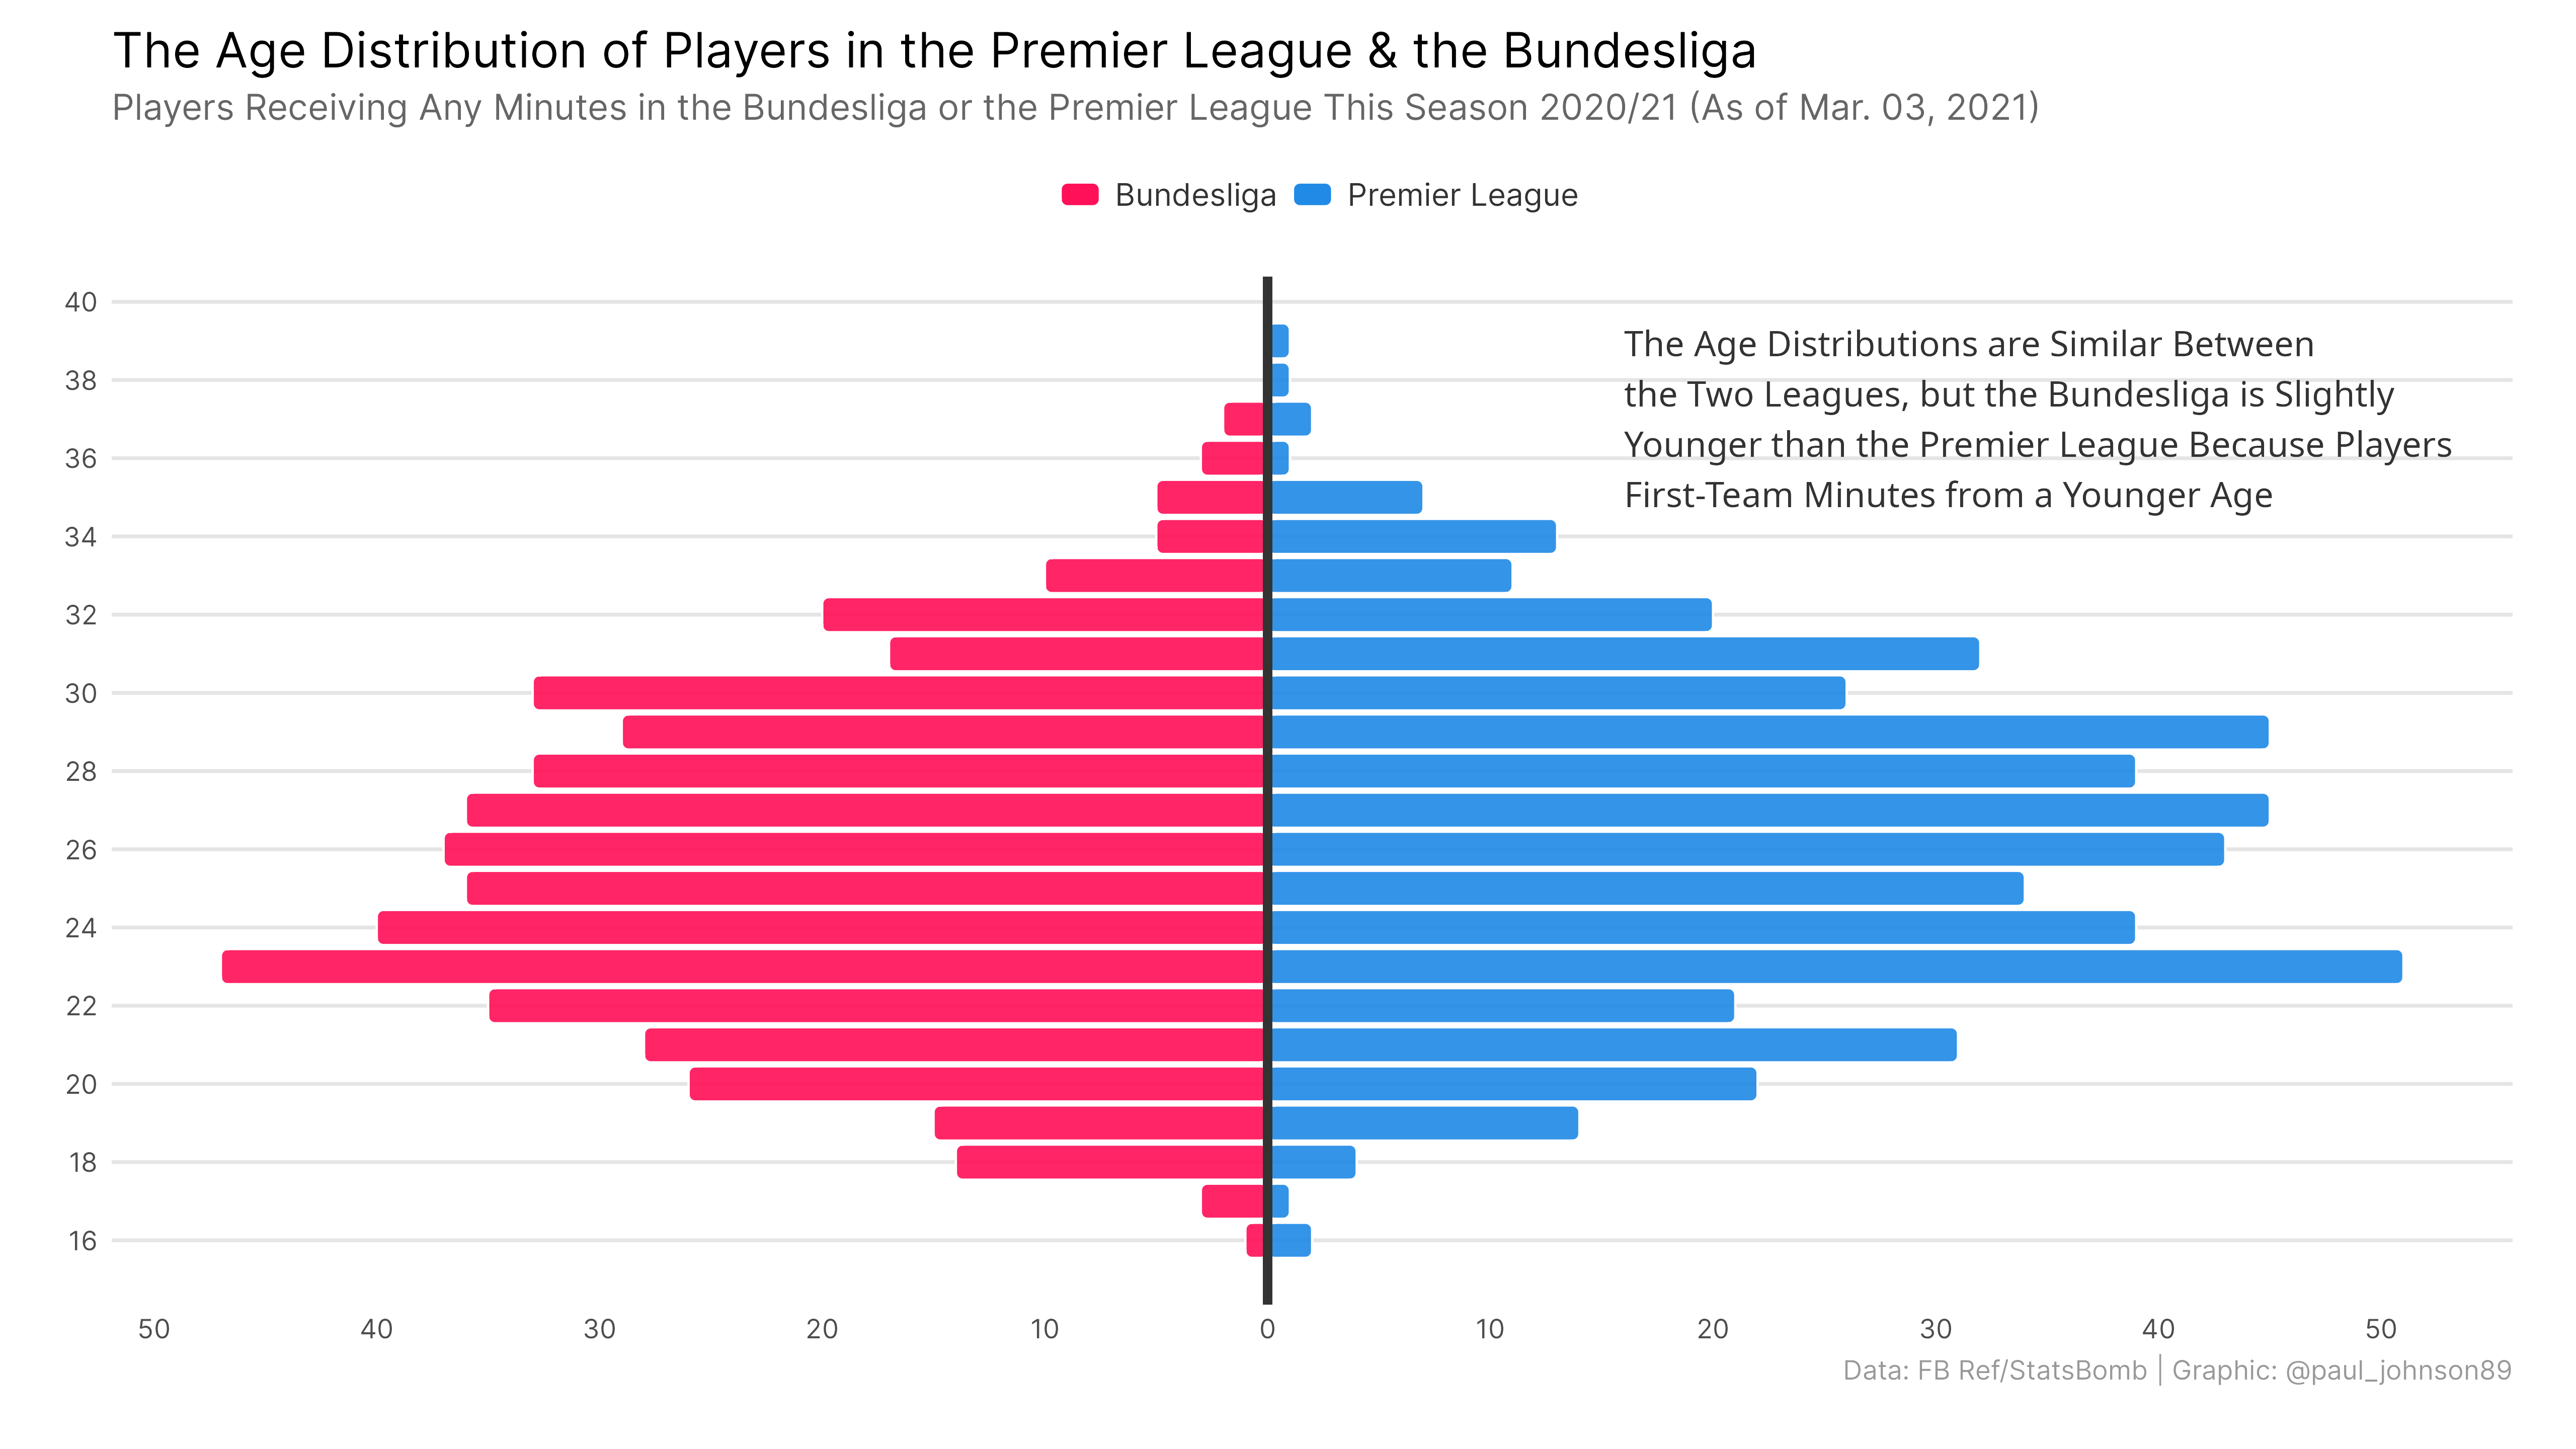 The Age Distribution of Players in the Premier League & the Bundesliga
Players Receiving Any Minutes in the Bundesliga or the Premier League This Season 2020/21 (As of Mar. 03, 2021)
Bundesliga Premier League
The Age Distributions are Similar Between
the Two Leagues, but the Bundesliga is Slightly
Younger than the Premier League Because Players
First-Team Minutes from a Younger Age
40
38
36
34
32
30
28
26
24
22
20
18
16
50 40 30 20 10 0 10 20 30 40 50
Data: FB Ref/StatsBomb | Graphic: @paul_johnson89